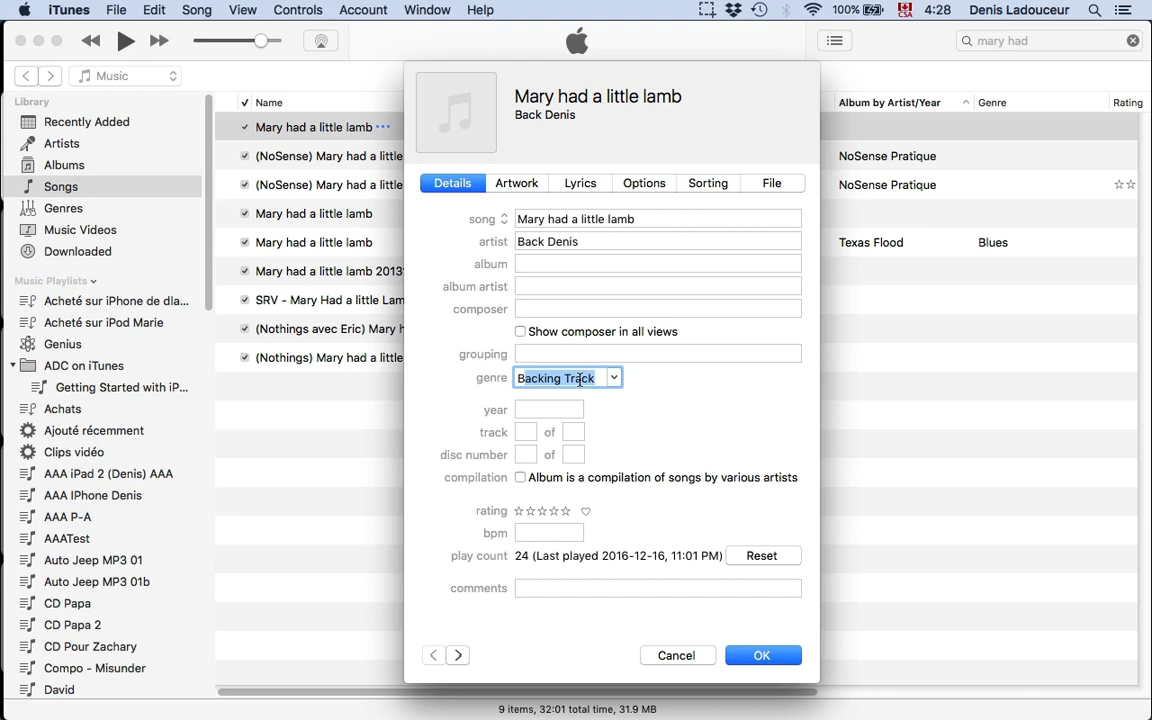 iTunes File Edit Song View Controls Account Window Help 100% CSA 4:28 Denis Ladouceur
mary had
Music
Library
Recently Added
Artists
Albums
Songs
Genres
Music Videos
Downloaded
Music Playlists
Acheté sur iPhone de dla...
Acheté sur iPod Marie
Genius
ADC on iTunes
Getting Started with iP...
Achats
Ajouté récemment
Clips vidéo
AAA iPad 2 (Denis) AAA
AAA IPhone Denis
AAA P-A
AAATest
Auto Jeep MP3 01
Auto Jeep MP3 01b
CD Papa
CD Papa 2
CD Pour Zachary
Compo - Misunder
David
Name
Mary had a little lamb
(NoSense) Mary had a little
(NoSense) Mary had a little
Mary had a little lamb
Mary had a little lamb
Mary had a little lamb 2013
SRV - Mary Had a little Lam
(Nothings avec Eric) Mary h
(Nothings) Mary had a little
Mary had a little lamb
Back Denis
Details Artwork Lyrics Options Sorting File
song Mary had a little lamb
artist Back Denis
album
album artist
composer
Show composer in all views
grouping
genre Backing Track
year
track of
disc number of
compilation Album is a compilation of songs by various artists
rating
bpm
play count 24 (Last played 2016-12-16, 11:01 PM) Reset
comments
Cancel OK
Album by Artist/Year Genre Rating
NoSense Pratique
NoSense Pratique
Texas Flood Blues
9 items, 32:01 total time, 31.9 MB